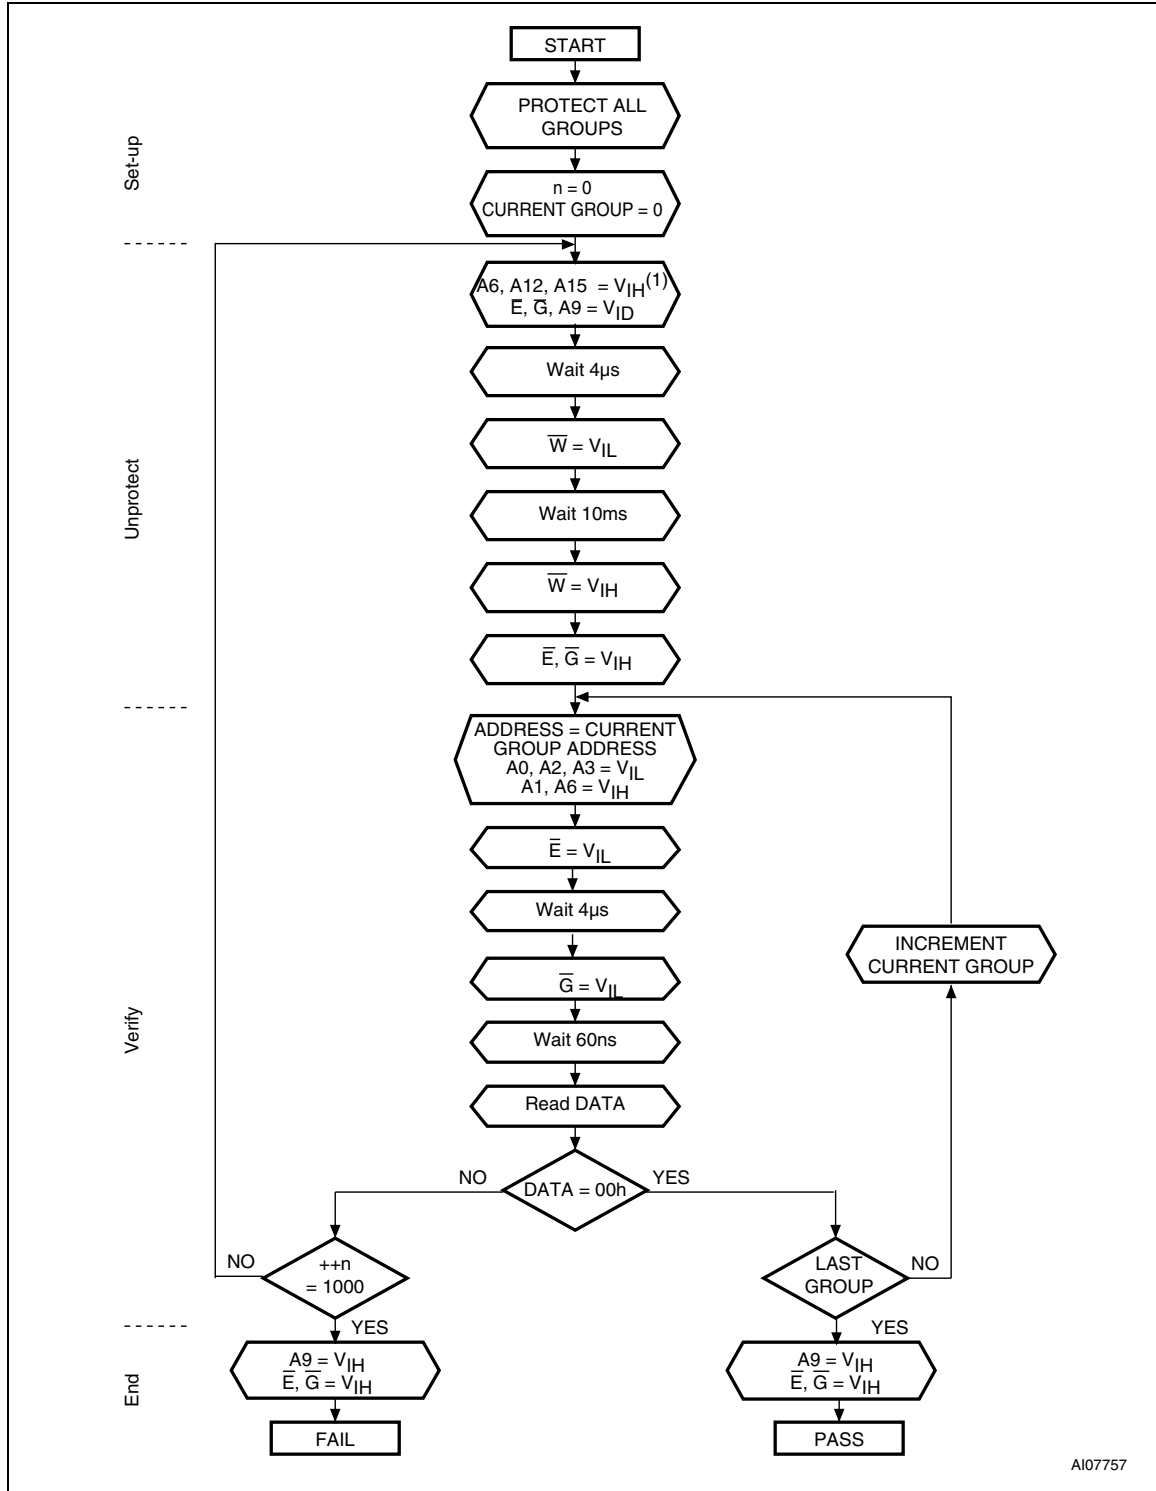 START
PROTECT ALL
GROUPS
Set-up
n = 0
CURRENT GROUP = 0
A6, A12, A15 = VIH(1)
E̅, G̅, A9 = VID
Wait 4µs
W̅ = VIL
Unprotect
Wait 10ms
W̅ = VIH
E̅, G̅ = VIH
ADDRESS = CURRENT
GROUP ADDRESS
A0, A2, A3 = VIL
A1, A6 = VIH
E̅ = VIL
Wait 4µs
INCREMENT
CURRENT GROUP
G̅ = VIL
Verify
Wait 60ns
Read DATA
NO
DATA = 00h
YES
NO
++n
= 1000
LAST
GROUP
NO
YES
YES
End
A9 = VIH
E̅, G̅ = VIH
A9 = VIH
E̅, G̅ = VIH
FAIL
PASS
AI07757